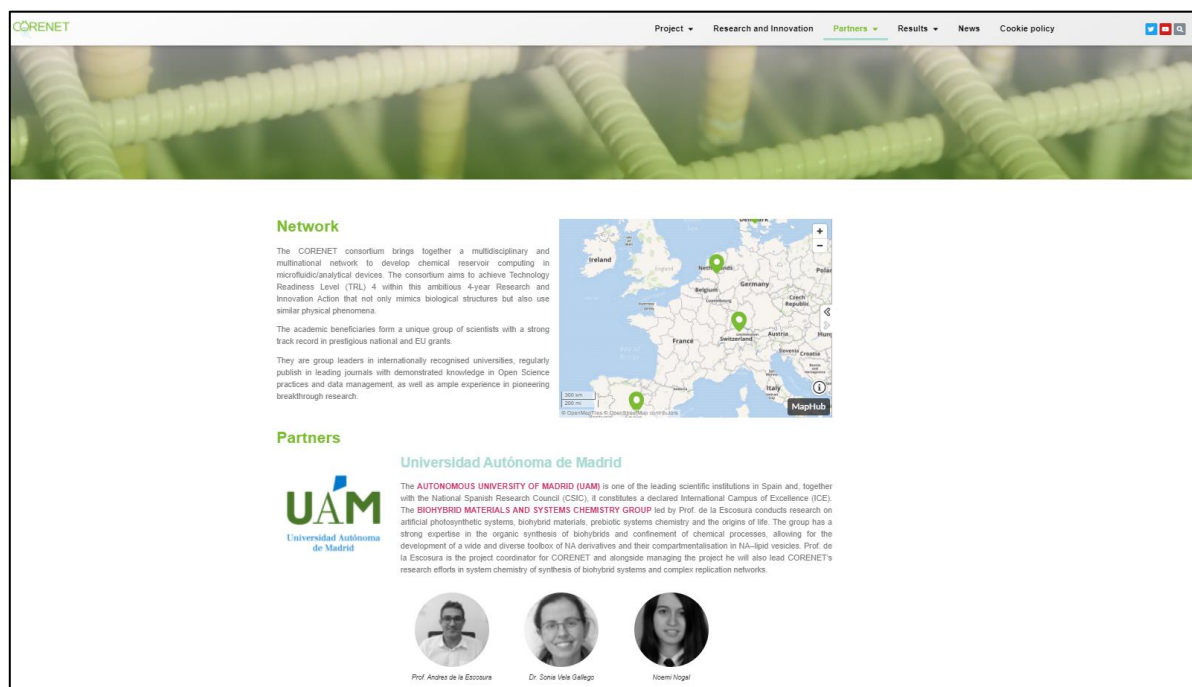 CORENET
Project Research and Innovation Partners Results News Cookie policy
Network
The CORENET consortium brings together a multidisciplinary and
multinational network to develop chemical reservoir computing in
microfluidic/analytical devices. The consortium aims to achieve Technology
Readiness Level (TRL) 4 within this ambitious 4-year Research and
Innovation Action that not only mimics biological structures but also use
similar physical phenomena.
The academic beneficiaries form a unique group of scientists with a strong
track record in prestigious national and EU grants.
They are group leaders in internationally recognised universities, regularly
publish in leading journals with demonstrated knowledge in Open Science
practices and data management, as well as ample experience in pioneering
breakthrough research.
Denmark
+
−
Ireland
England
Netherlands
Polan
Belgium
Germany
Luxembourg
Czech
Republic
France
Switzerland
Austria
Hung
Slovenia Croatia
Italy
300 km
200 mi
© OpenMapTiles © OpenStreetMap contributors
MapHub
Partners
UAM
Universidad Autónoma
de Madrid
Universidad Autónoma de Madrid
The AUTONOMOUS UNIVERSITY OF MADRID (UAM) is one of the leading scientific institutions in Spain and, together
with the National Spanish Research Council (CSIC), it constitutes a declared International Campus of Excellence (ICE).
The BIOHYBRID MATERIALS AND SYSTEMS CHEMISTRY GROUP led by Prof. de la Escosura conducts research on
artificial photosynthetic systems, biohybrid materials, prebiotic systems chemistry and the origins of life. The group has a
strong expertise in the organic synthesis of biohybrids and confinement of chemical processes, allowing for the
development of a wide and diverse toolbox of NA derivatives and their compartmentalisation in NA–lipid vesicles. Prof. de
la Escosura is the project coordinator for CORENET and alongside managing the project he will also lead CORENET's
research efforts in system chemistry of synthesis of biohybrid systems and complex replication networks.
Prof. Andres de la Escosura
Dr. Sonia Vela Gallego
Noemi Nogal